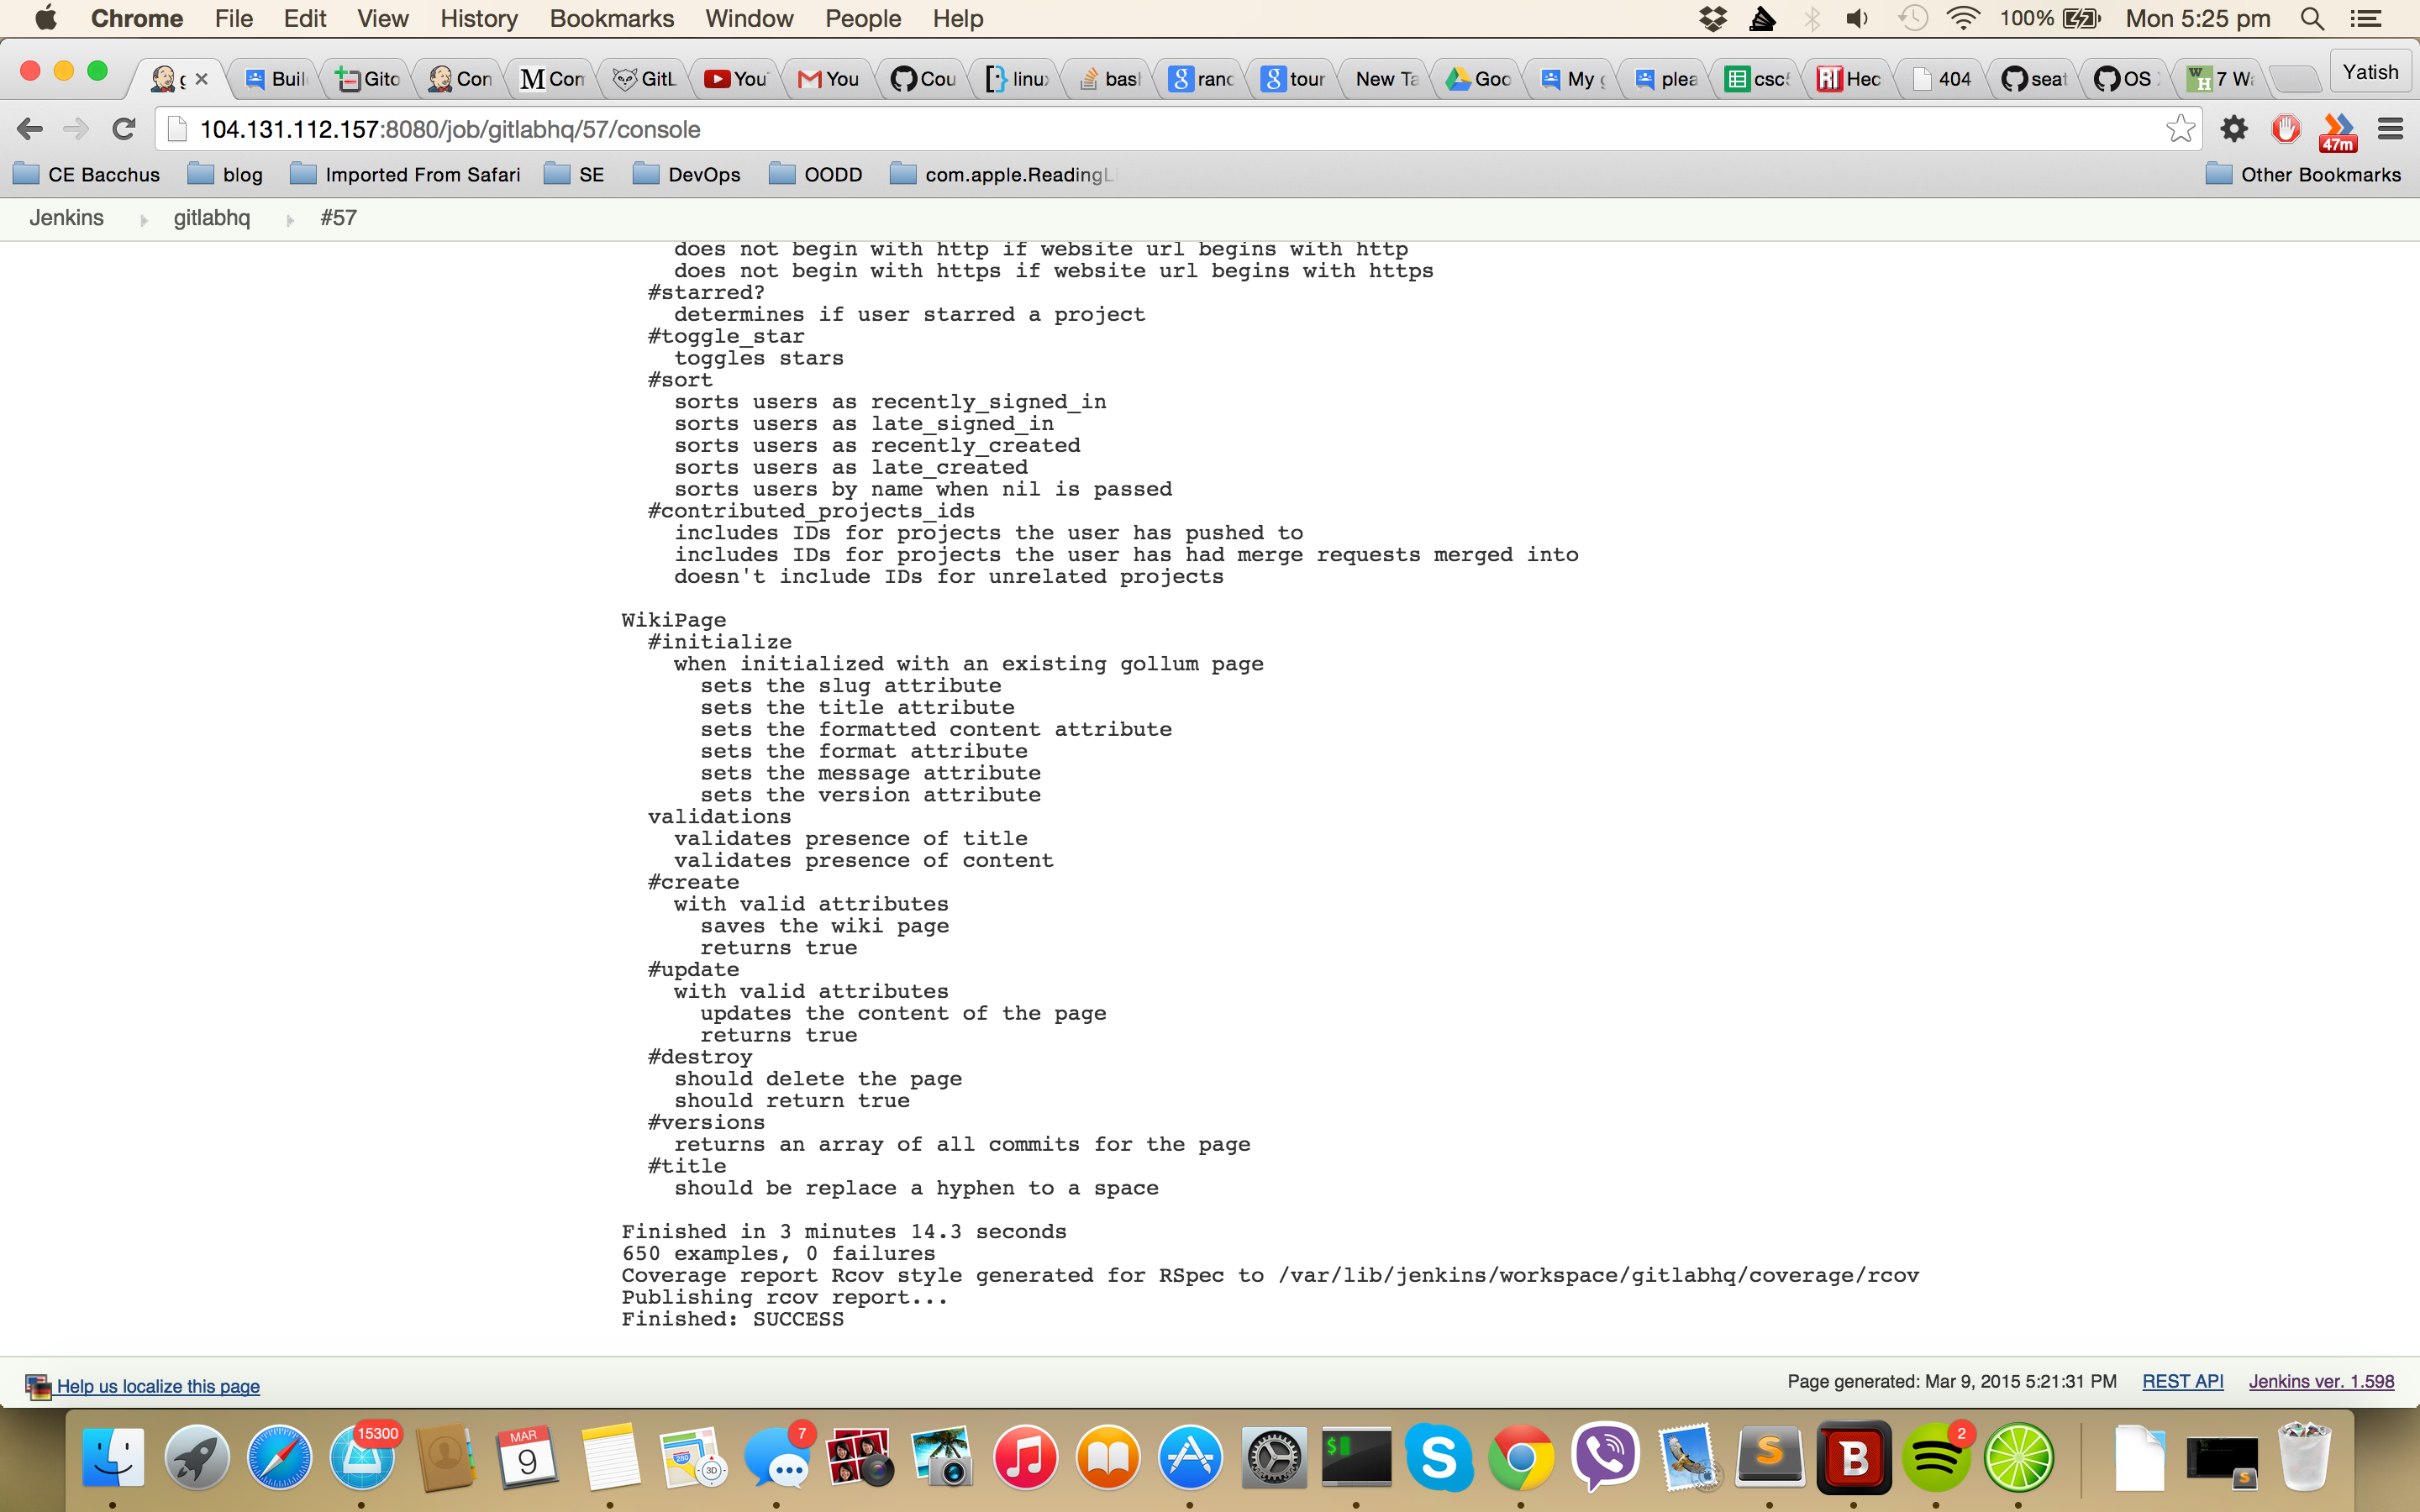 Chrome File Edit View History Bookmarks Window People Help 100% Mon 5:25 pm
Buil Gito Con M Con GitL You You Cou linu bas ranc tour New Ta Goo My plea csc Hec 404 seat OS 7 W Yatish
104.131.112.157:8080/job/gitlabhq/57/console 47m
CE Bacchus blog Imported From Safari SE DevOps OODD com.apple.ReadingL Other Bookmarks
Jenkins gitlabhq #57
does not begin with http if website url begins with http
does not begin with https if website url begins with https
#starred?
determines if user starred a project
#toggle_star
toggles stars
#sort
sorts users as recently_signed_in
sorts users as late_signed_in
sorts users as recently_created
sorts users as late_created
sorts users by name when nil is passed
#contributed_projects_ids
includes IDs for projects the user has pushed to
includes IDs for projects the user has had merge requests merged into
doesn't include IDs for unrelated projects
WikiPage
#initialize
when initialized with an existing gollum page
sets the slug attribute
sets the title attribute
sets the formatted content attribute
sets the format attribute
sets the message attribute
sets the version attribute
validations
validates presence of title
validates presence of content
#create
with valid attributes
saves the wiki page
returns true
#update
with valid attributes
updates the content of the page
returns true
#destroy
should delete the page
should return true
#versions
returns an array of all commits for the page
#title
should be replace a hyphen to a space
Finished in 3 minutes 14.3 seconds
650 examples, 0 failures
Coverage report Rcov style generated for RSpec to /var/lib/jenkins/workspace/gitlabhq/coverage/rcov
Publishing rcov report...
Finished: SUCCESS
Help us localize this page Page generated: Mar 9, 2015 5:21:31 PM REST API Jenkins ver. 1.598
15300 MAR 9 3D 7 $ S S B 2 S